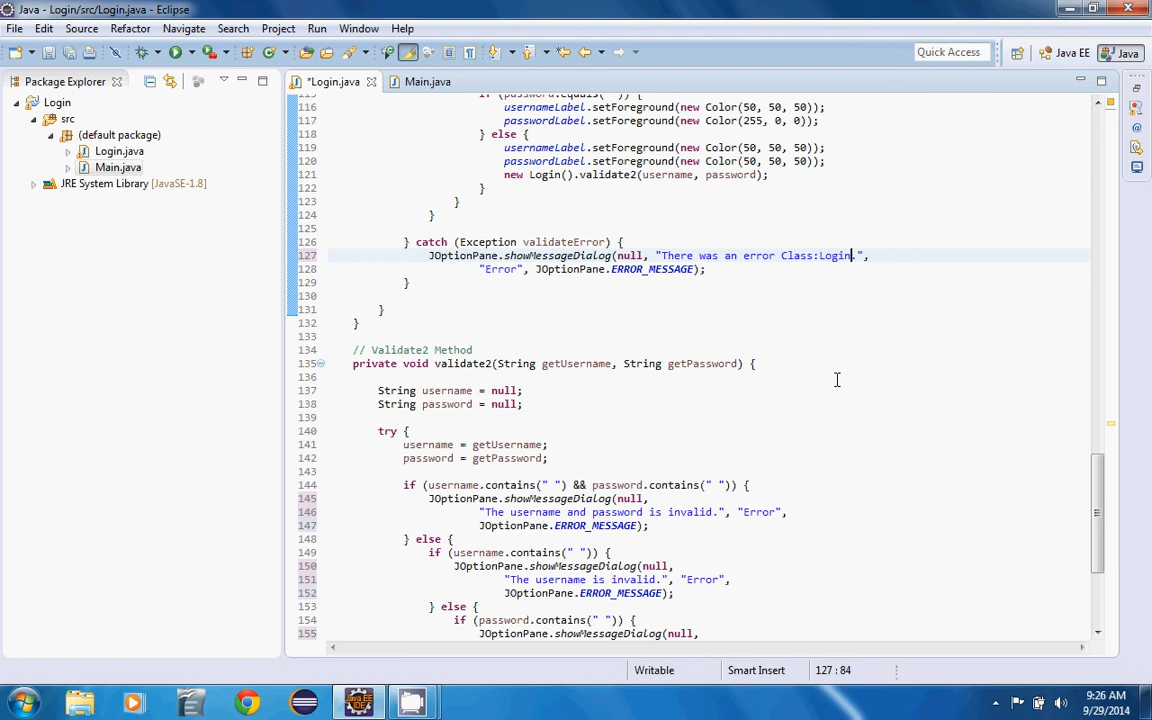 Java - Login/src/Login.java - Eclipse
File Edit Source Refactor Navigate Search Project Run Window Help
Quick Access Java EE Java
Package Explorer *Login.java Main.java
Login
src
(default package)
Login.java
Main.java
JRE System Library [JavaSE-1.8]
115 if (password.equals(" ")) {
116 usernameLabel.setForeground(new Color(50, 50, 50));
117 passwordLabel.setForeground(new Color(255, 0, 0));
118 } else {
119 usernameLabel.setForeground(new Color(50, 50, 50));
120 passwordLabel.setForeground(new Color(50, 50, 50));
121 new Login().validate2(username, password);
122 }
123 }
124 }
125
126 } catch (Exception validateError) {
127 JOptionPane.showMessageDialog(null, "There was an error Class:Login.",
128 "Error", JOptionPane.ERROR_MESSAGE);
129 }
130
131 }
132 }
133
134 // Validate2 Method
135 private void validate2(String getUsername, String getPassword) {
136
137 String username = null;
138 String password = null;
139
140 try {
141 username = getUsername;
142 password = getPassword;
143
144 if (username.contains(" ") && password.contains(" ")) {
145 JOptionPane.showMessageDialog(null,
146 "The username and password is invalid.", "Error",
147 JOptionPane.ERROR_MESSAGE);
148 } else {
149 if (username.contains(" ")) {
150 JOptionPane.showMessageDialog(null,
151 "The username is invalid.", "Error",
152 JOptionPane.ERROR_MESSAGE);
153 } else {
154 if (password.contains(" ")) {
155 JOptionPane.showMessageDialog(null,
Writable Smart Insert 127 : 84
9:26 AM
9/29/2014